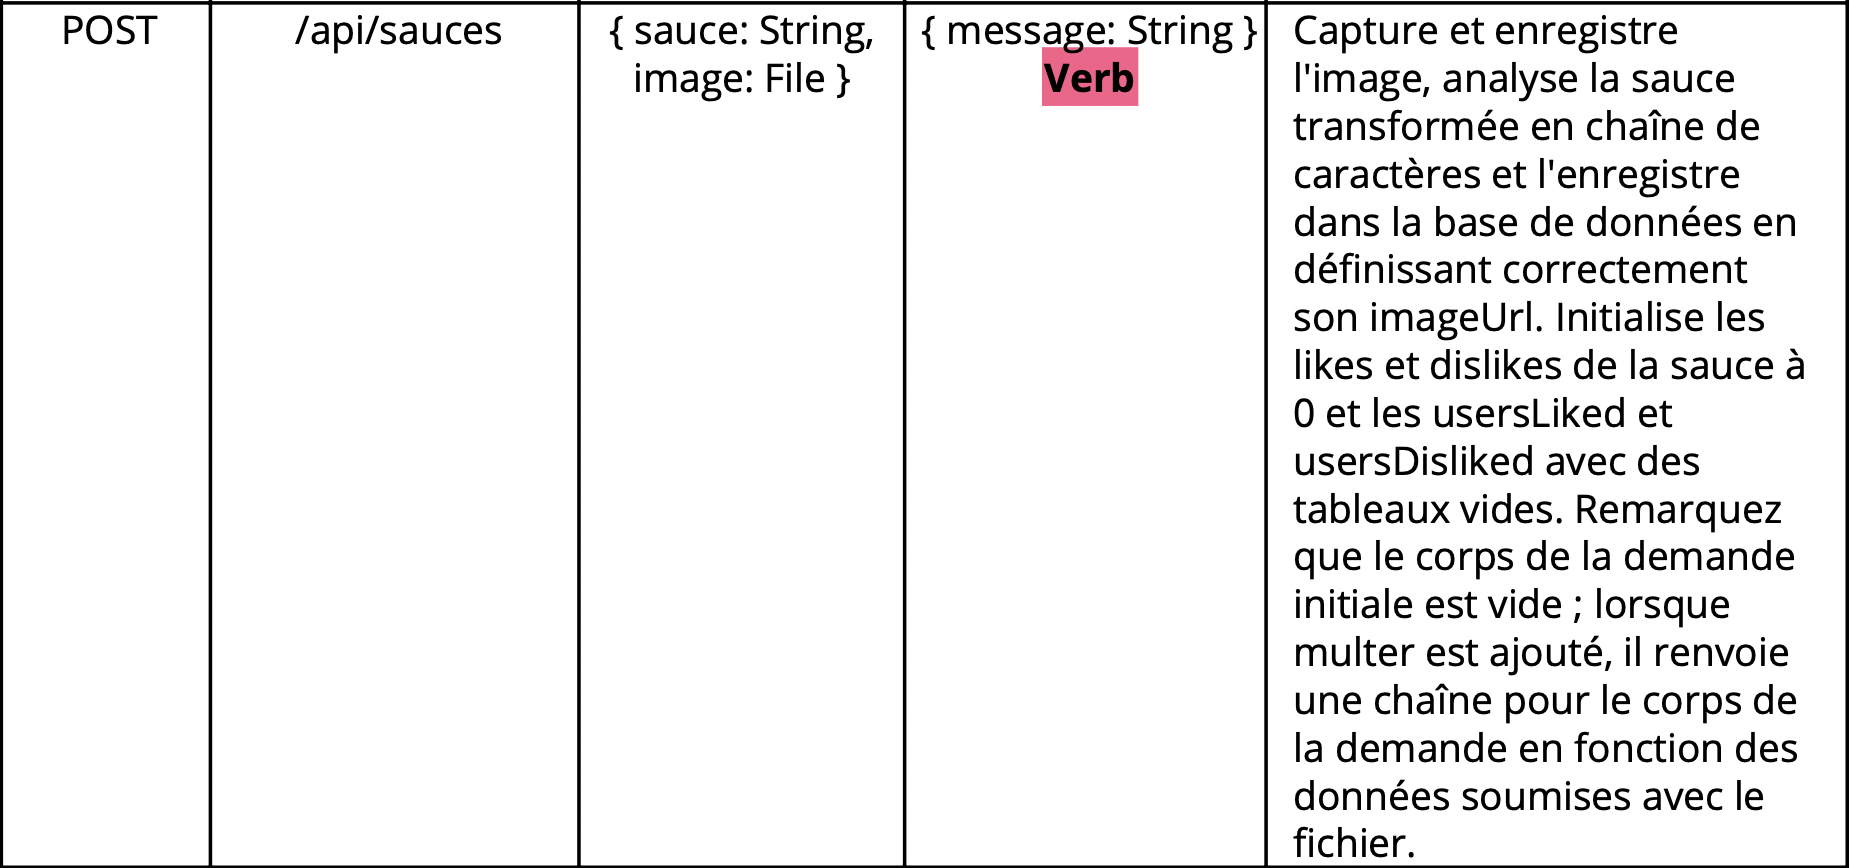 POST
/api/sauces
{ sauce: String,
image: File }
{ message: String }
Verb
Capture et enregistre
l'image, analyse la sauce
transformée en chaîne de
caractères et l'enregistre
dans la base de données en
définissant correctement
son imageUrl. Initialise les
likes et dislikes de la sauce à
0 et les usersLiked et
usersDisliked avec des
tableaux vides. Remarquez
que le corps de la demande
initiale est vide ; lorsque
multer est ajouté, il renvoie
une chaîne pour le corps de
la demande en fonction des
données soumises avec le
fichier.